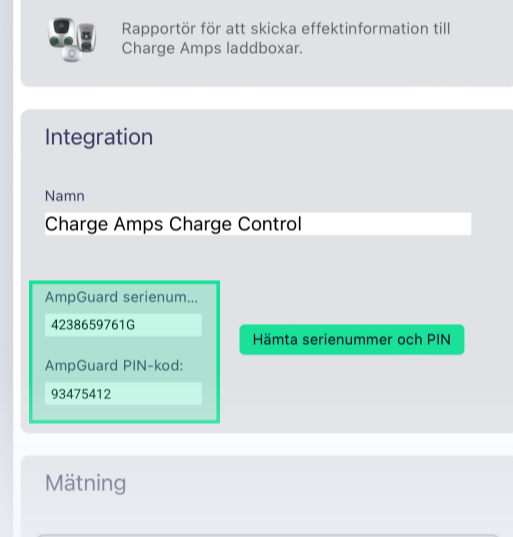 Rapportör för att skicka effektinformation till
Charge Amps laddboxar.
Integration
Namn
Charge Amps Charge Control
AmpGuard serienum...
4238659761G
Hämta serienummer och PIN
AmpGuard PIN-kod:
93475412
Mätning